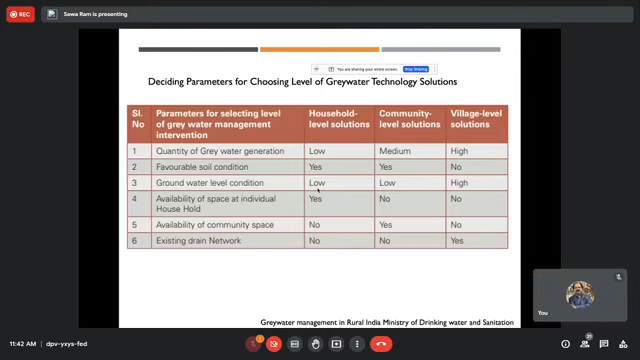 REC
Sewa Ram is presenting
You are sharing your entire screen. Stop Sharing
Deciding Parameters for Choosing Level of Greywater Technology Solutions
Sl. No Parameters for selecting level of grey water management intervention Household-level solutions Community-level solutions Village-level solutions
1 Quantity of Grey water generation Low Medium High
2 Favourable soil condition Yes Yes No
3 Ground water level condition Low Low High
4 Availability of space at individual House Hold Yes No No
5 Availability of community space No Yes No
6 Existing drain Network No No Yes
Greywater management in Rural India Ministry of Drinking water and Sanitation
You
11:42 AM | dpv-yxys-fed